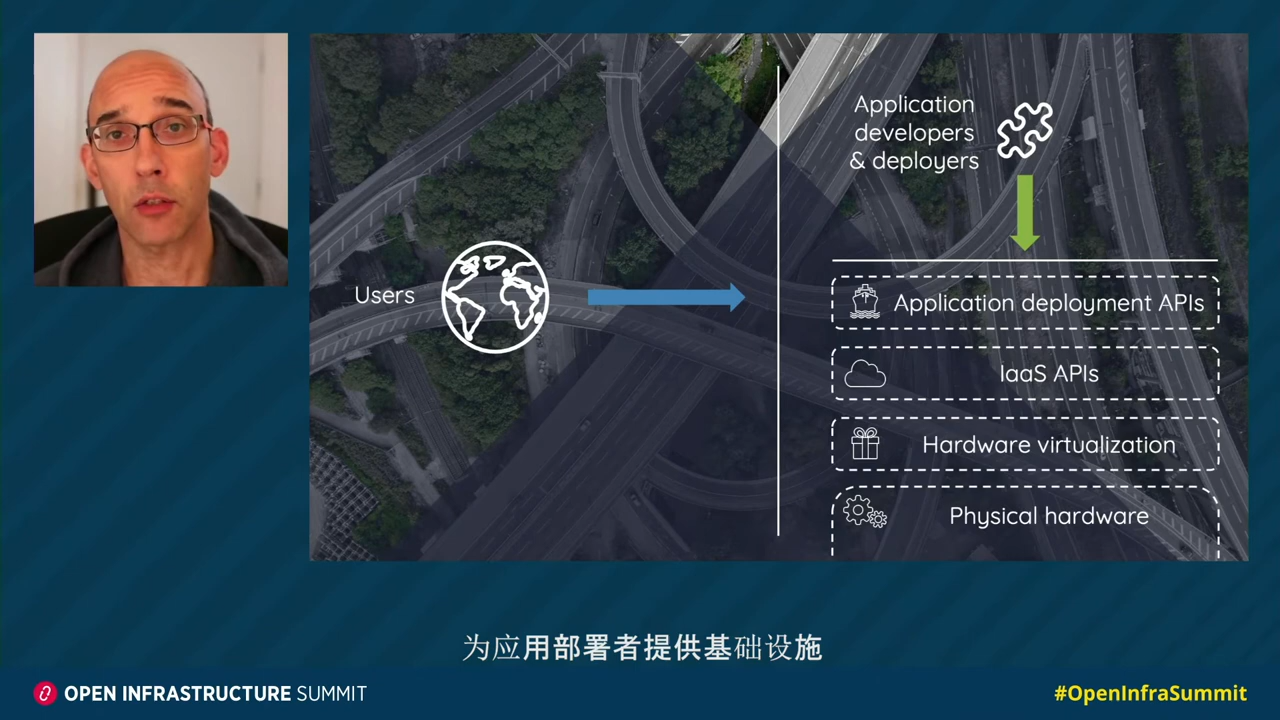 Application
developers
& deployers
Users
Application deployment APIs
IaaS APIs
Hardware virtualization
Physical hardware
为应用部署者提供基础设施
OPEN INFRASTRUCTURE SUMMIT
#OpenInfraSummit